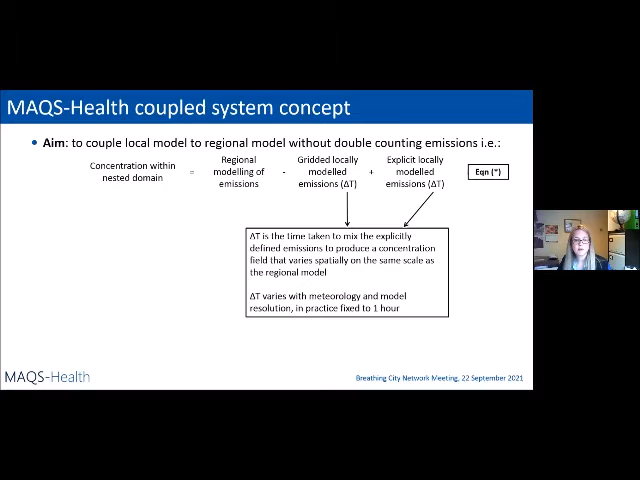 MAQS-Health coupled system concept
• Aim: to couple local model to regional model without double counting emissions i.e.:
Concentration within
nested domain
=
Regional
modelling of
emissions
-
Gridded locally
modelled
emissions (ΔT)
+
Explicit locally
modelled
emissions (ΔT)
Eqn (*)
ΔT is the time taken to mix the explicitly
defined emissions to produce a concentration
field that varies spatially on the same scale as
the regional model
ΔT varies with meteorology and model
resolution, in practice fixed to 1 hour
MAQS-Health
Breathing City Network Meeting, 22 September 2021